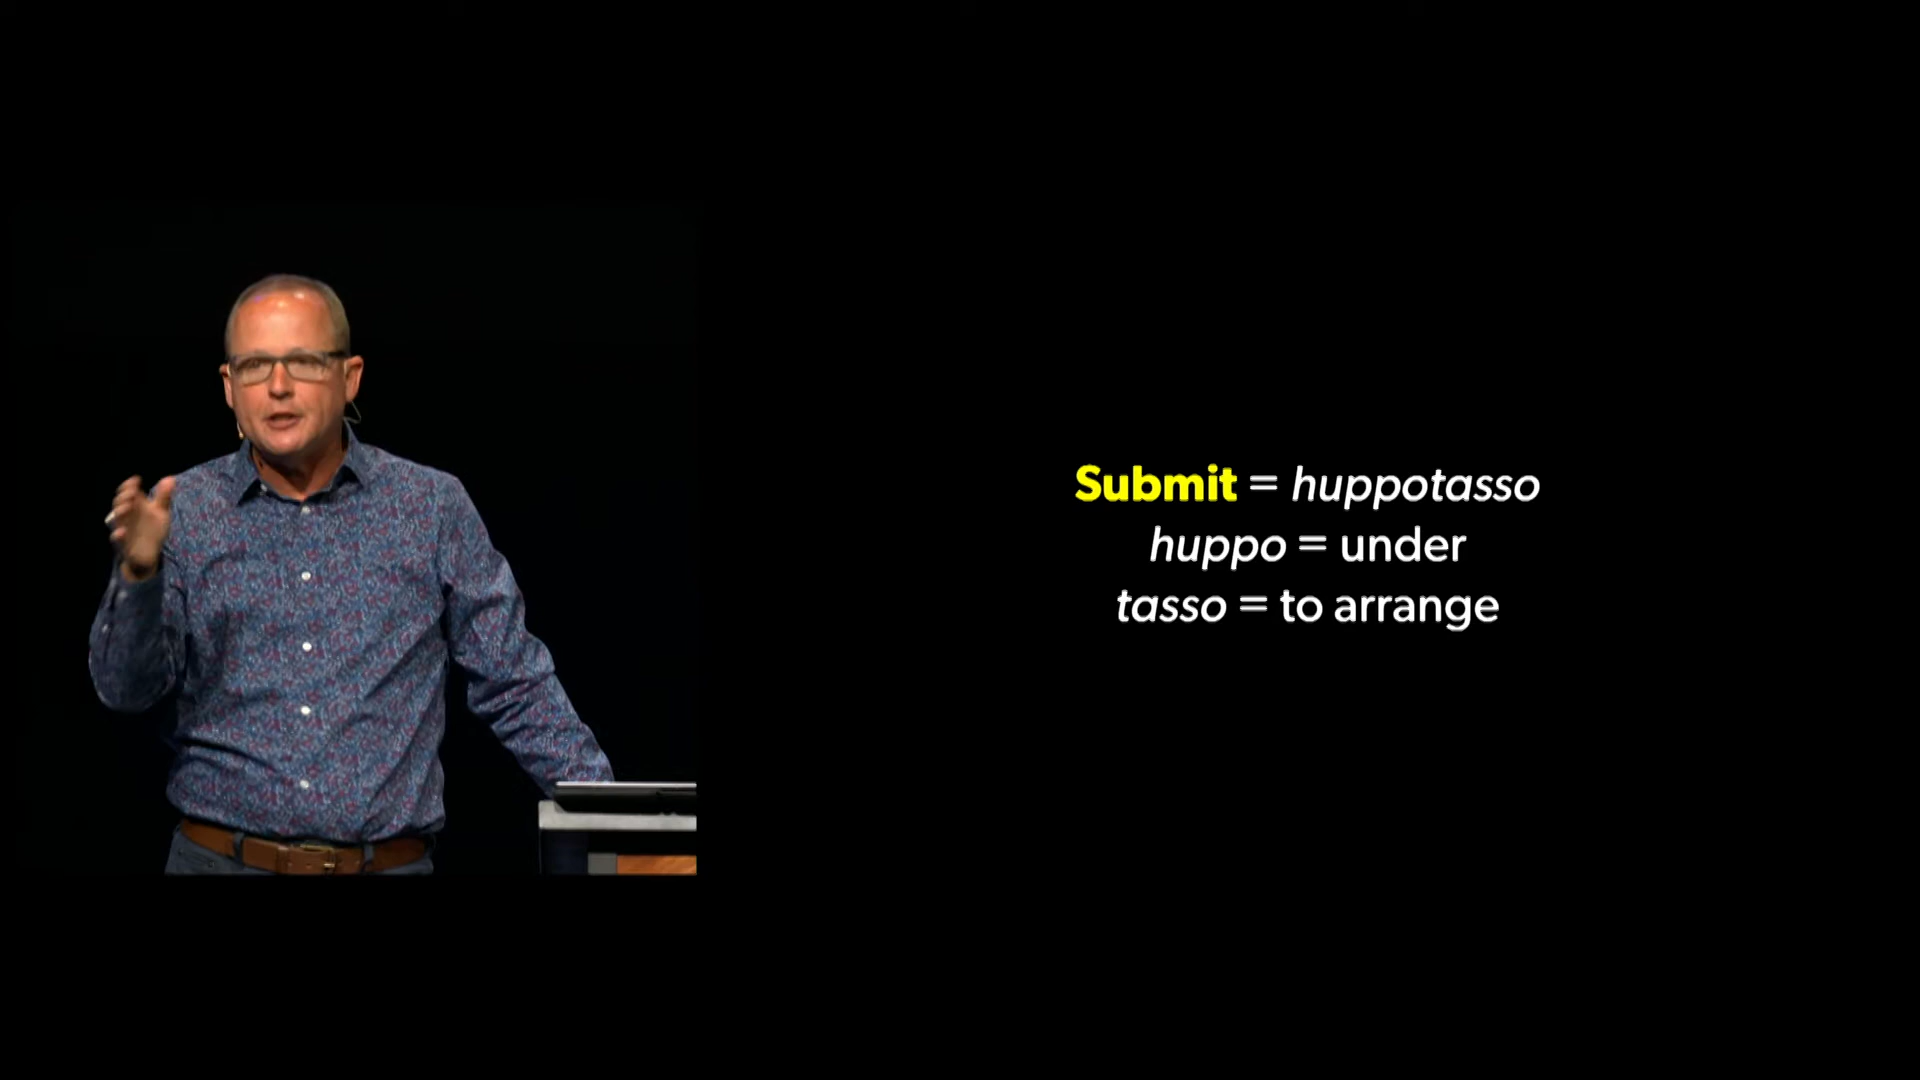 Submit = huppotasso
huppo = under
tasso = to arrange